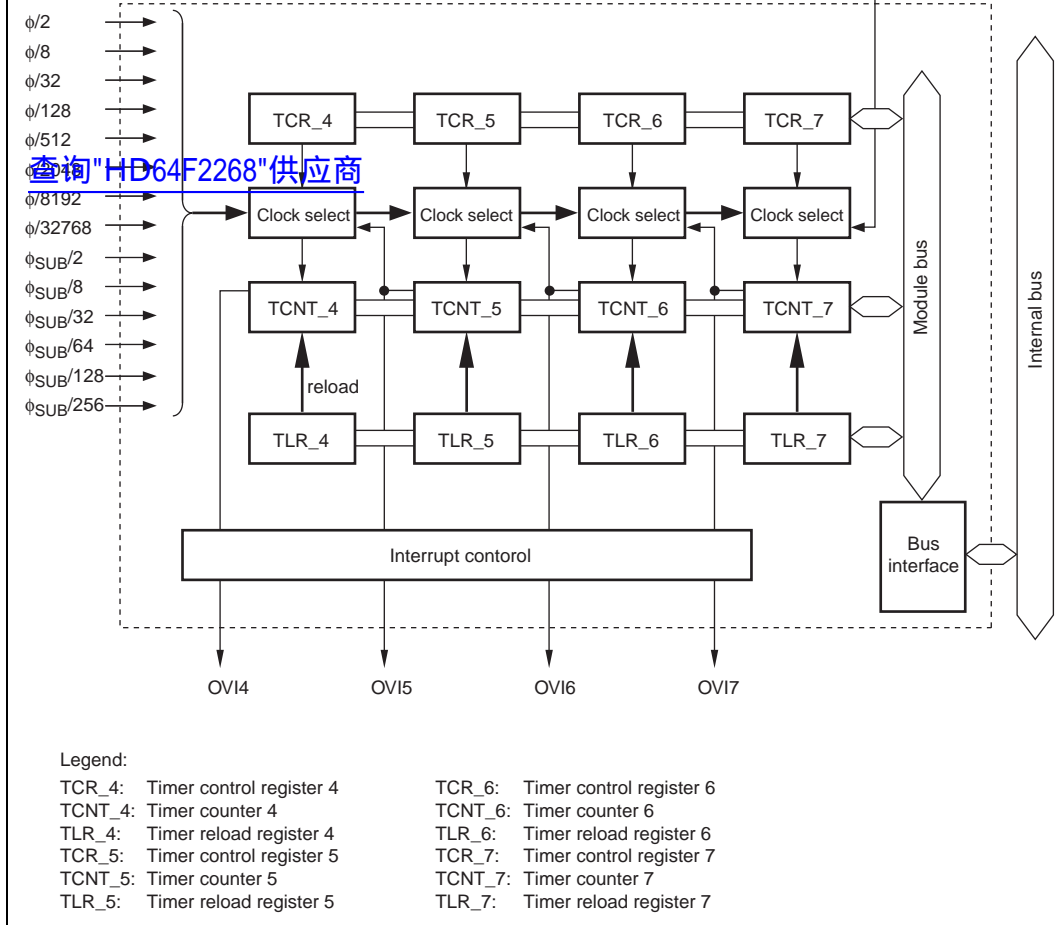 ϕ/2
ϕ/8
ϕ/32
ϕ/128
ϕ/512
ϕ/2048
ϕ/8192
ϕ/32768
ϕSUB/2
ϕSUB/8
ϕSUB/32
ϕSUB/64
ϕSUB/128
ϕSUB/256
查询"HD64F2268"供应商
TCR_4 TCR_5 TCR_6 TCR_7
Clock select Clock select Clock select Clock select
TCNT_4 TCNT_5 TCNT_6 TCNT_7
reload
TLR_4 TLR_5 TLR_6 TLR_7
Interrupt contorol
Module bus
Bus
interface
Internal bus
OVI4 OVI5 OVI6 OVI7
Legend:
TCR_4: Timer control register 4
TCNT_4: Timer counter 4
TLR_4: Timer reload register 4
TCR_5: Timer control register 5
TCNT_5: Timer counter 5
TLR_5: Timer reload register 5
TCR_6: Timer control register 6
TCNT_6: Timer counter 6
TLR_6: Timer reload register 6
TCR_7: Timer control register 7
TCNT_7: Timer counter 7
TLR_7: Timer reload register 7